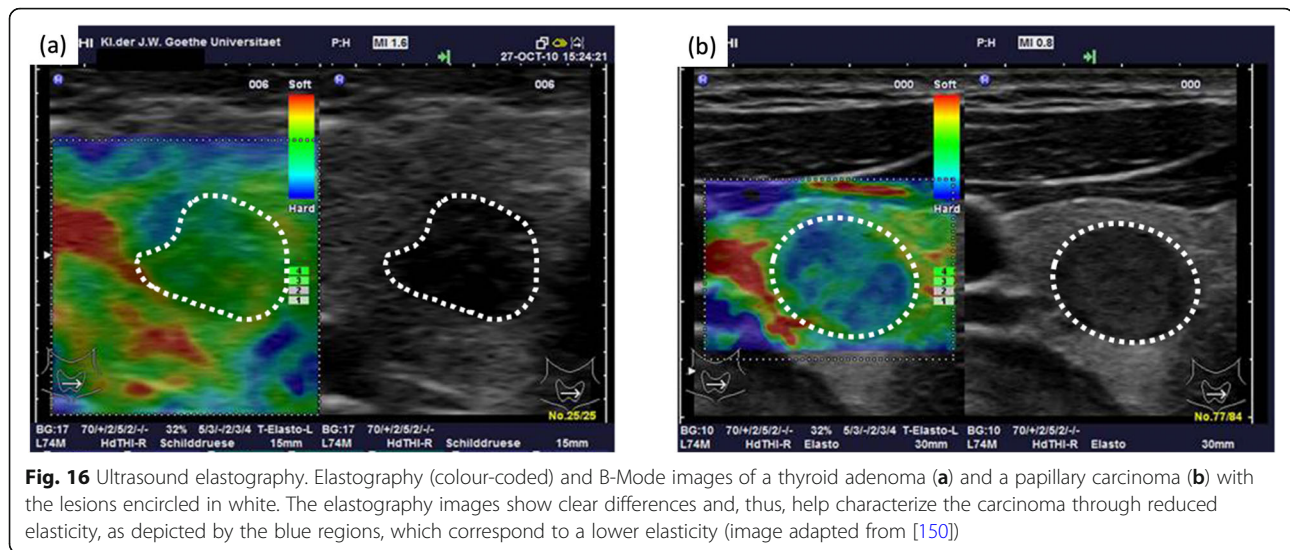 (a)
HI Kl.der J.W. Goethe Universitaet P:H MI 1.6
27-OCT-10 15:24:21
006 Soft 006
Hard
4
3
2
1
No.25/25
BG:17 70/+/2/5/2/-/- 32% 5/3/-/2/3/4 T-Elasto-L BG:17 70/+/2/5/2/-/-
L74M HdTHI-R Schilddruese 15mm L74M HdTHI-R Schilddruese 15mm
(b)
HI P:H MI 0.8
000 Soft 000
Hard
4
3
2
1
No.77/84
BG:10 70/+/2/5/2/-/- 32% 5/3/-/2/3/4 T-Elasto-L BG:10 70/+/2/5/2/-/-
L74M HdTHI-R Elasto 30mm L74M HdTHI-R Elasto 30mm
Fig. 16 Ultrasound elastography. Elastography (colour-coded) and B-Mode images of a thyroid adenoma (a) and a papillary carcinoma (b) with
the lesions encircled in white. The elastography images show clear differences and, thus, help characterize the carcinoma through reduced
elasticity, as depicted by the blue regions, which correspond to a lower elasticity (image adapted from [150])